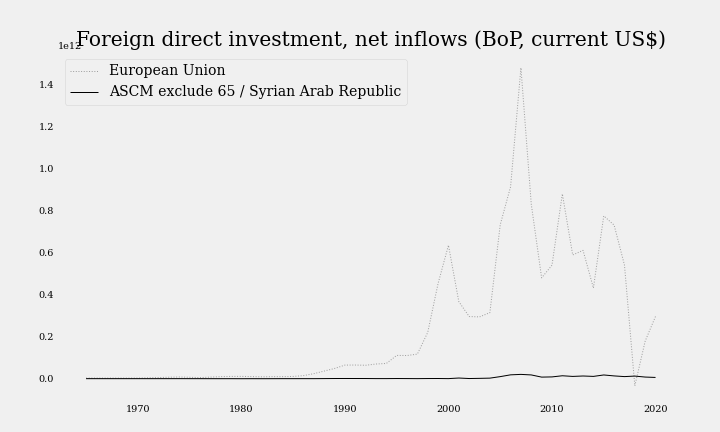 Foreign direct investment, net inflows (BoP, current US$)
1e12
European Union
ASCM exclude 65 / Syrian Arab Republic
1.4
1.2
1.0
0.8
0.6
0.4
0.2
0.0
1970 1980 1990 2000 2010 2020